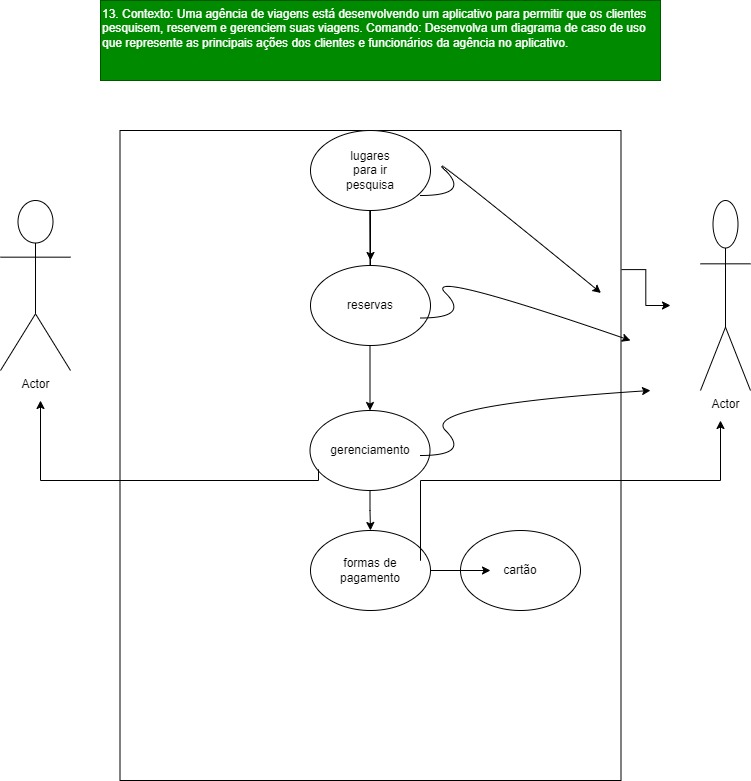 13. Contexto: Uma agência de viagens está desenvolvendo um aplicativo para permitir que os clientes
pesquisem, reservem e gerenciem suas viagens. Comando: Desenvolva um diagrama de caso de uso
que represente as principais ações dos clientes e funcionários da agência no aplicativo.
lugares
para ir
pesquisa
reservas
Actor
Actor
gerenciamento
formas de
pagamento
cartão